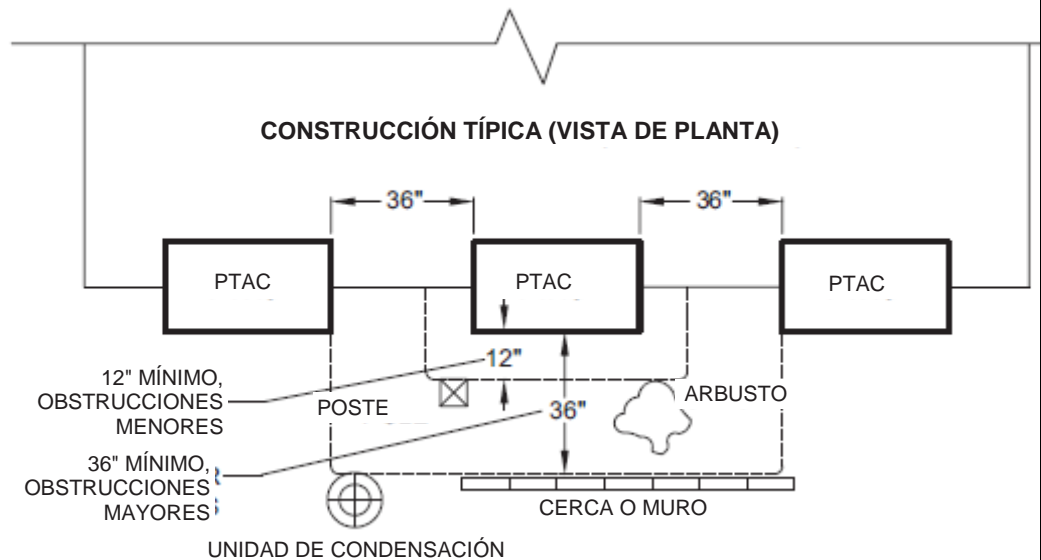 CONSTRUCCIÓN TÍPICA (VISTA DE PLANTA)
36"
36"
PTAC
PTAC
PTAC
12"
12" MÍNIMO,
OBSTRUCCIONES
MENORES
POSTE
ARBUSTO
36"
36" MÍNIMO,
OBSTRUCCIONES
MAYORES
CERCA O MURO
UNIDAD DE CONDENSACIÓN